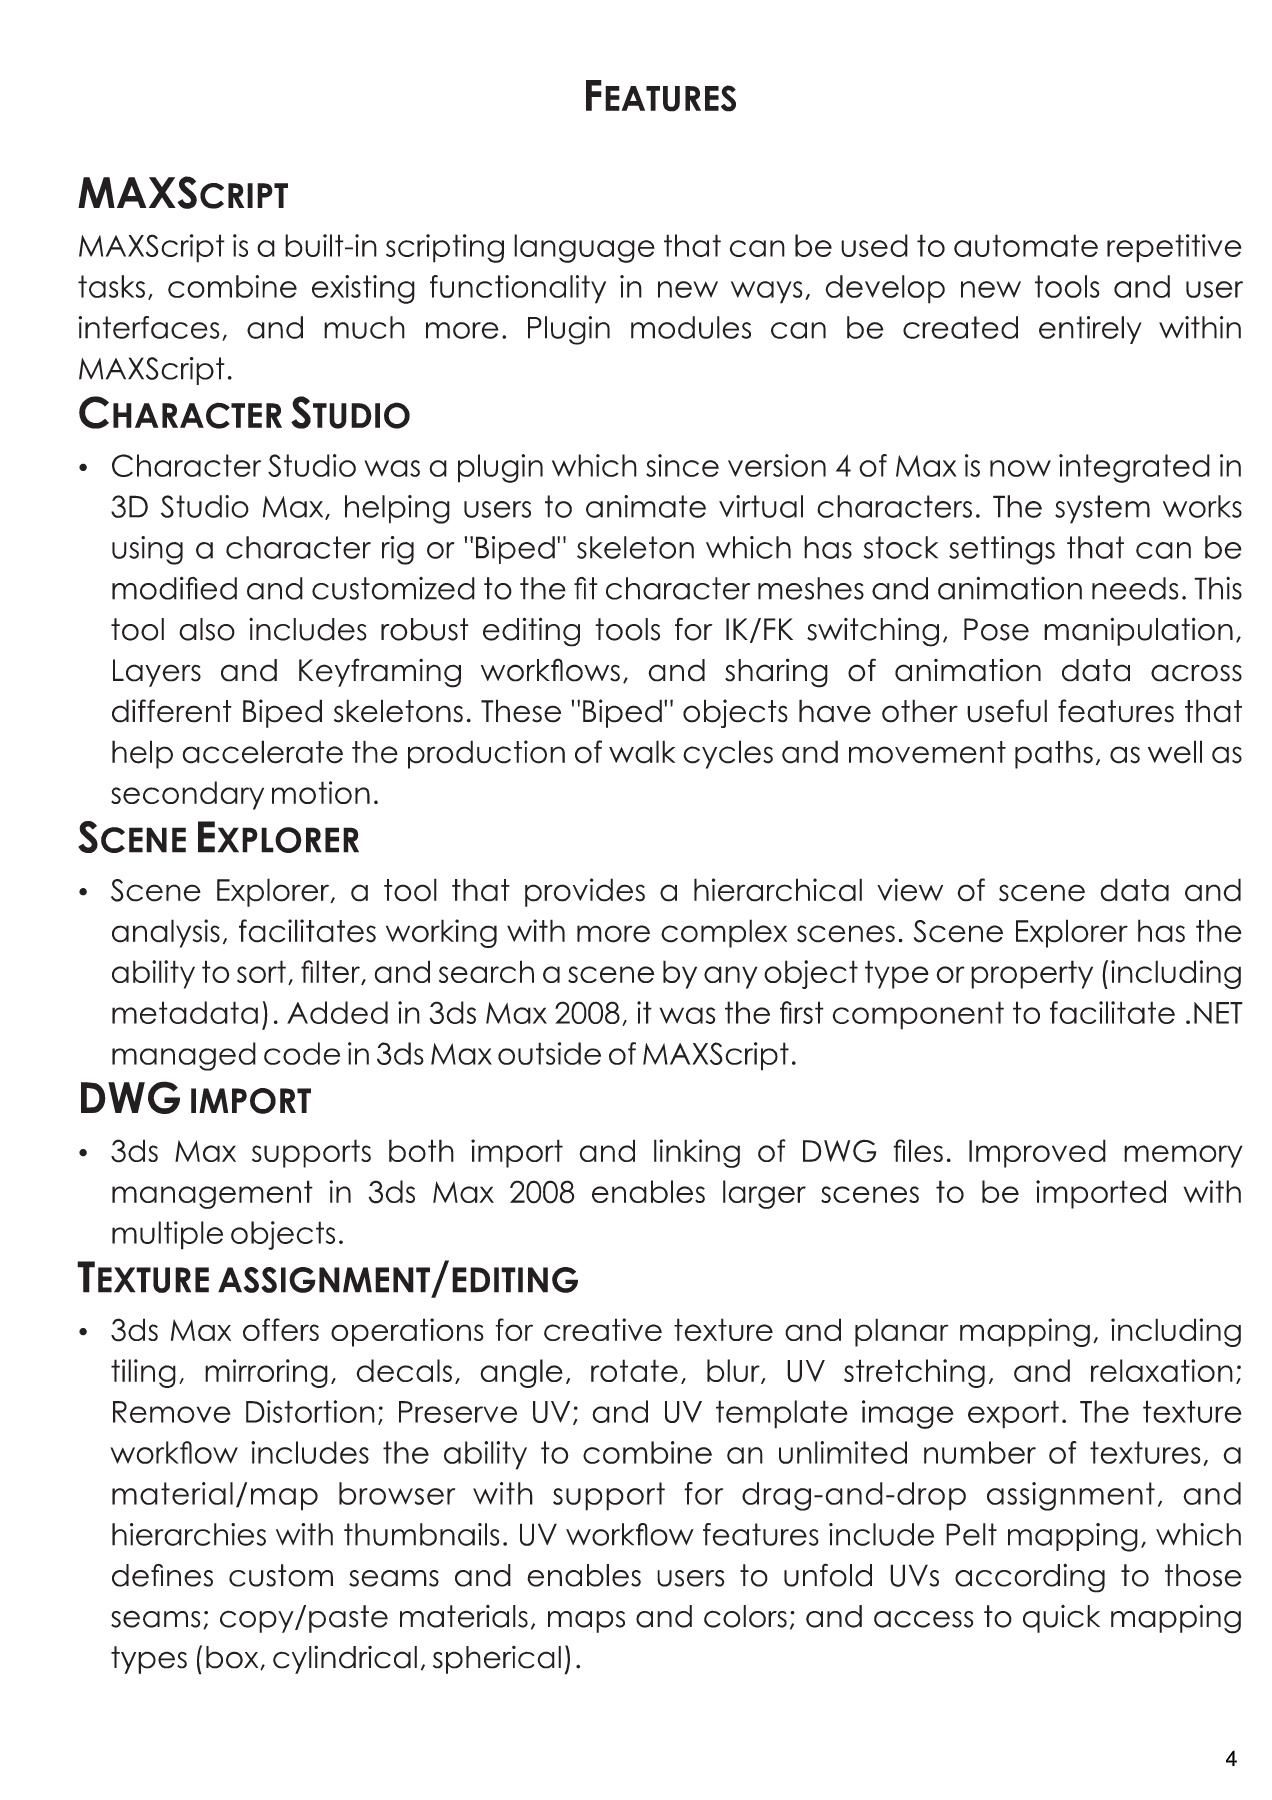 FEATURES
MAXSCRIPT
MAXScript is a built-in scripting language that can be used to automate repetitive
tasks, combine existing functionality in new ways, develop new tools and user
interfaces, and much more. Plugin modules can be created entirely within
MAXScript.
CHARACTER STUDIO
• Character Studio was a plugin which since version 4 of Max is now integrated in
3D Studio Max, helping users to animate virtual characters. The system works
using a character rig or "Biped" skeleton which has stock settings that can be
modified and customized to the fit character meshes and animation needs. This
tool also includes robust editing tools for IK/FK switching, Pose manipulation,
Layers and Keyframing workflows, and sharing of animation data across
different Biped skeletons. These "Biped" objects have other useful features that
help accelerate the production of walk cycles and movement paths, as well as
secondary motion.
SCENE EXPLORER
• Scene Explorer, a tool that provides a hierarchical view of scene data and
analysis, facilitates working with more complex scenes. Scene Explorer has the
ability to sort, filter, and search a scene by any object type or property (including
metadata). Added in 3ds Max 2008, it was the first component to facilitate .NET
managed code in 3ds Max outside of MAXScript.
DWG IMPORT
• 3ds Max supports both import and linking of DWG files. Improved memory
management in 3ds Max 2008 enables larger scenes to be imported with
multiple objects.
TEXTURE ASSIGNMENT/EDITING
• 3ds Max offers operations for creative texture and planar mapping, including
tiling, mirroring, decals, angle, rotate, blur, UV stretching, and relaxation;
Remove Distortion; Preserve UV; and UV template image export. The texture
workflow includes the ability to combine an unlimited number of textures, a
material/map browser with support for drag-and-drop assignment, and
hierarchies with thumbnails. UV workflow features include Pelt mapping, which
defines custom seams and enables users to unfold UVs according to those
seams; copy/paste materials, maps and colors; and access to quick mapping
types (box, cylindrical, spherical).
4